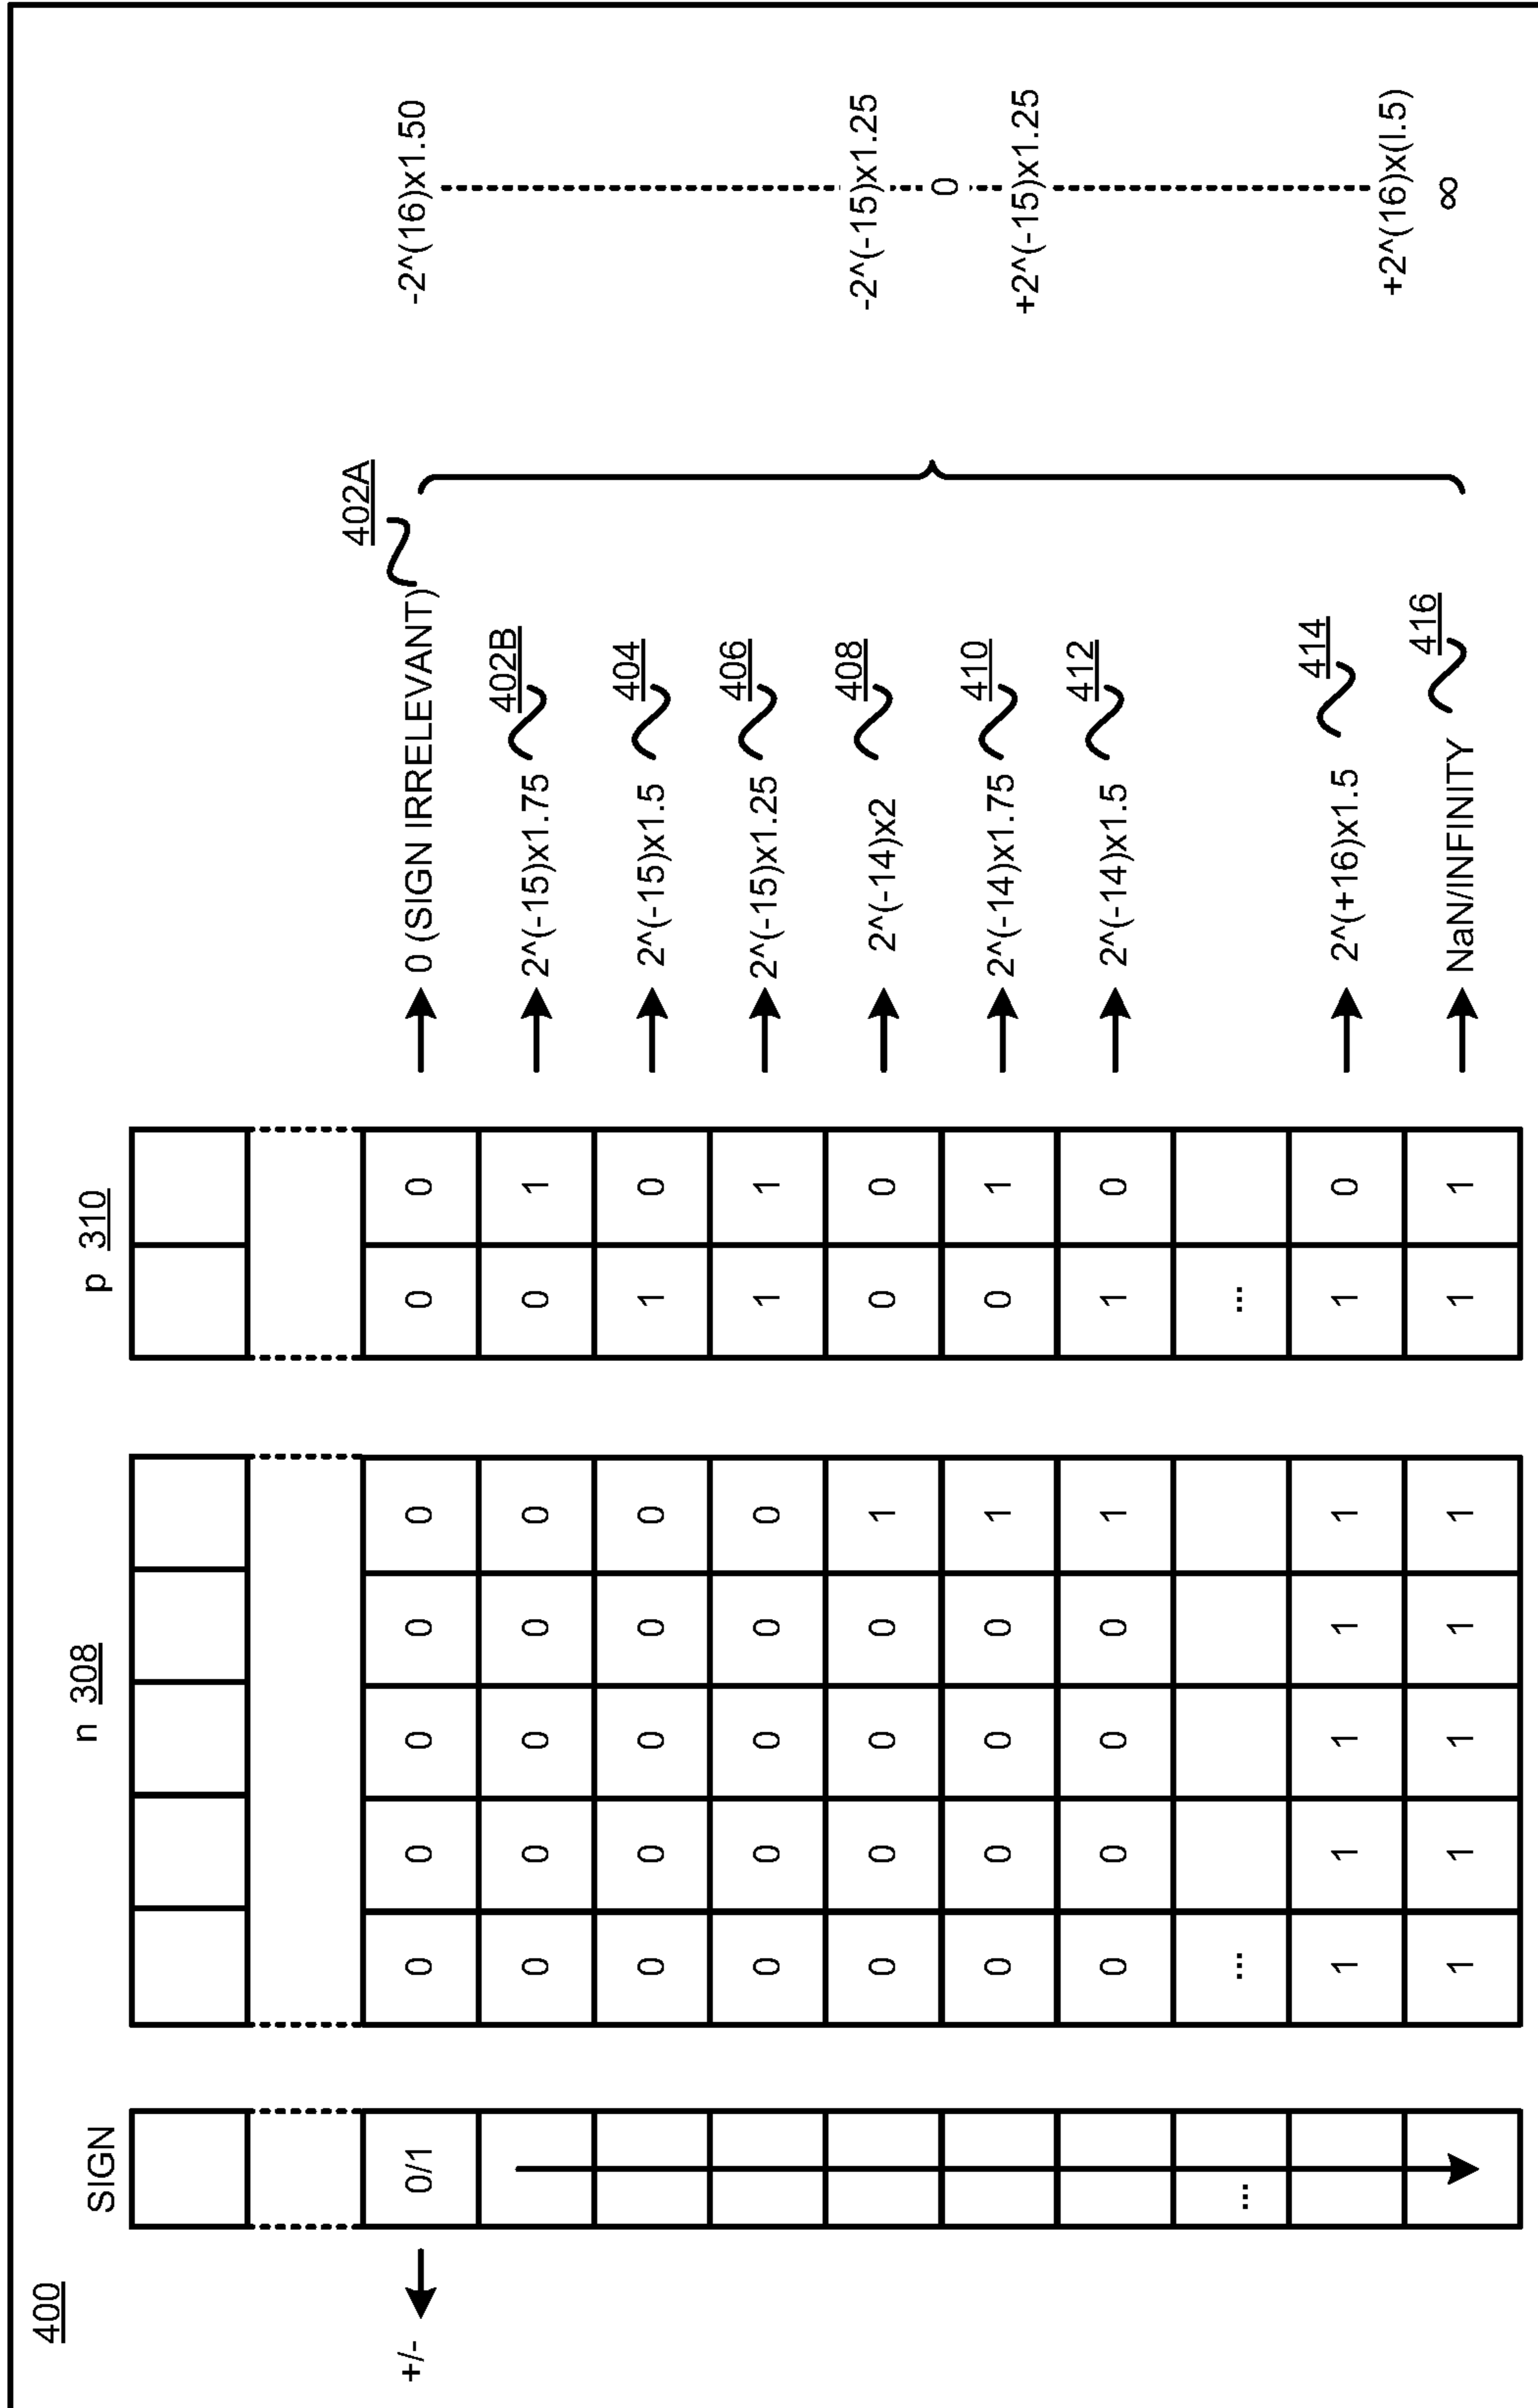 400
SIGN
n 308
p 310
+/-
0/1
0 0 0 0 0
0 0
0 (SIGN IRRELEVANT)
402A
0 0 0 0 0
0 1
2^(-15)x1.75
402B
0 0 0 0 0
1 0
2^(-15)x1.5
404
0 0 0 0 0
1 1
2^(-15)x1.25
406
0 0 0 0 1
0 0
2^(-14)x2
408
0 0 0 0 1
0 1
2^(-14)x1.75
410
0 0 0 0 1
1 0
2^(-14)x1.5
412
...
...
...
1 1 1 1 1
1 0
2^(+16)x1.5
414
1 1 1 1 1
1 1
NaN/INFINITY
416
-2^(16)x1.50
-2^(-15)x1.25
0
+2^(-15)x1.25
+2^(16)x(I.5)
∞